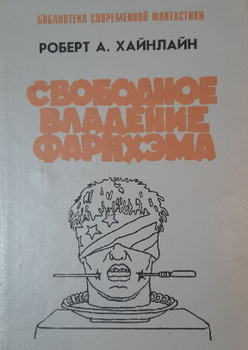 БИБЛИОТЕКА СОВРЕМЕННОЙ ФАНТАСТИКИ
РОБЕРТ А. ХАЙНЛАЙН
СВОБОДНОЕ
ВЛАДЕНИЕ
ФАРНХЭМА